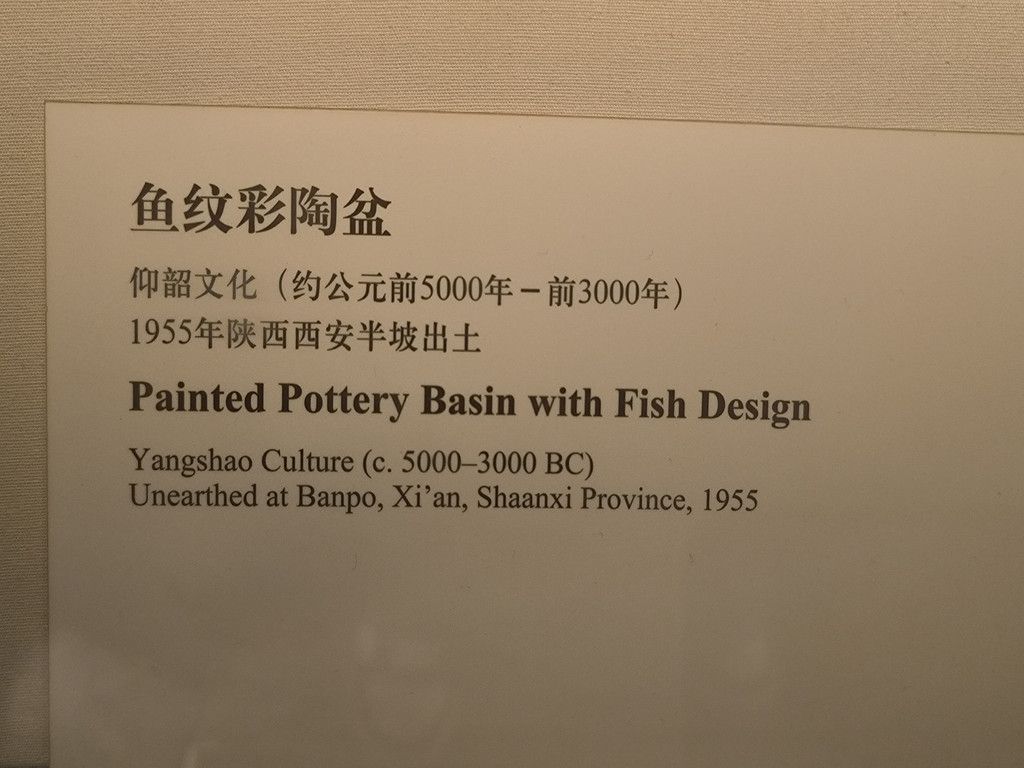 鱼纹彩陶盆
仰韶文化（约公元前5000年－前3000年）
1955年陕西西安半坡出土
Painted Pottery Basin with Fish Design
Yangshao Culture (c. 5000–3000 BC)
Unearthed at Banpo, Xi’an, Shaanxi Province, 1955